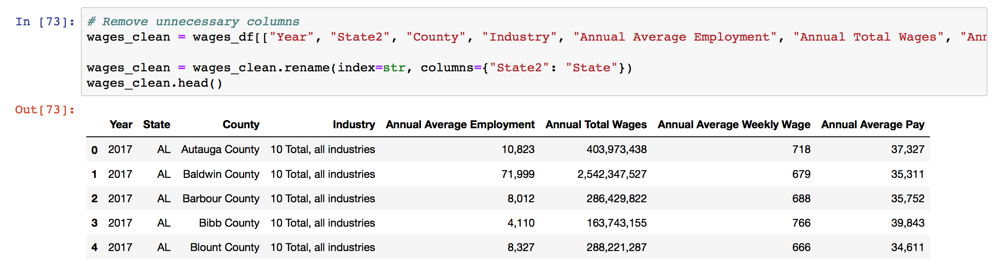 In [73]: # Remove unnecessary columns
wages_clean = wages_df[["Year", "State2", "County", "Industry", "Annual Average Employment", "Annual Total Wages", "Ann
wages_clean = wages_clean.rename(index=str, columns={"State2": "State"})
wages_clean.head()
Out[73]:
Year State County Industry Annual Average Employment Annual Total Wages Annual Average Weekly Wage Annual Average Pay
0 2017 AL Autauga County 10 Total, all industries 10,823 403,973,438 718 37,327
1 2017 AL Baldwin County 10 Total, all industries 71,999 2,542,347,527 679 35,311
2 2017 AL Barbour County 10 Total, all industries 8,012 286,429,822 688 35,752
3 2017 AL Bibb County 10 Total, all industries 4,110 163,743,155 766 39,843
4 2017 AL Blount County 10 Total, all industries 8,327 288,221,287 666 34,611